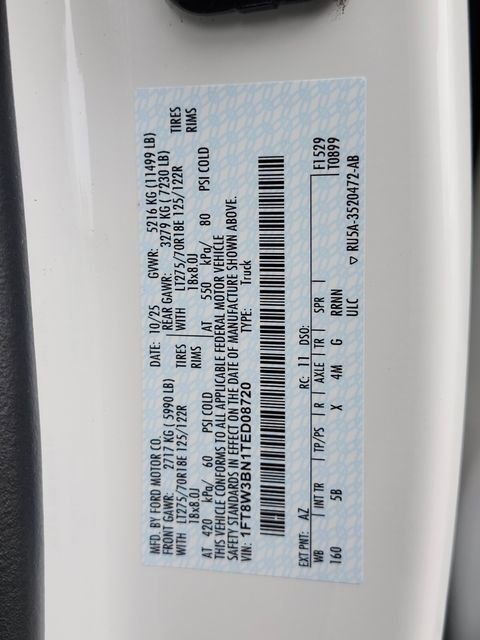 MFD. BY FORD MOTOR CO.
DATE: 10/25 GVWR: 5216 KG (11499 LB)
FRONT GAWR: 2717 KG (5990 LB) REAR GAWR: 3279 KG (7230 LB)
WITH LT275/70R18E 125/122R TIRES WITH LT275/70R18E 125/122R TIRES
18x8.0J RIMS 18x8.0J RIMS
AT 420 kPa/ 60 PSI COLD AT 550 kPa/ 80 PSI COLD
THIS VEHICLE CONFORMS TO ALL APPLICABLE FEDERAL MOTOR VEHICLE
SAFETY STANDARDS IN EFFECT ON THE DATE OF MANUFACTURE SHOWN ABOVE.
VIN: 1FT8W3BN1TED08720 TYPE: Truck
EXT PNT: AZ RC: 11 DSO: F1529
WB INT TR TP/PS R AXLE TR SPR T0899
160 5B X 4M G RRNN
ULC
▽ RU5A-3520472-AB